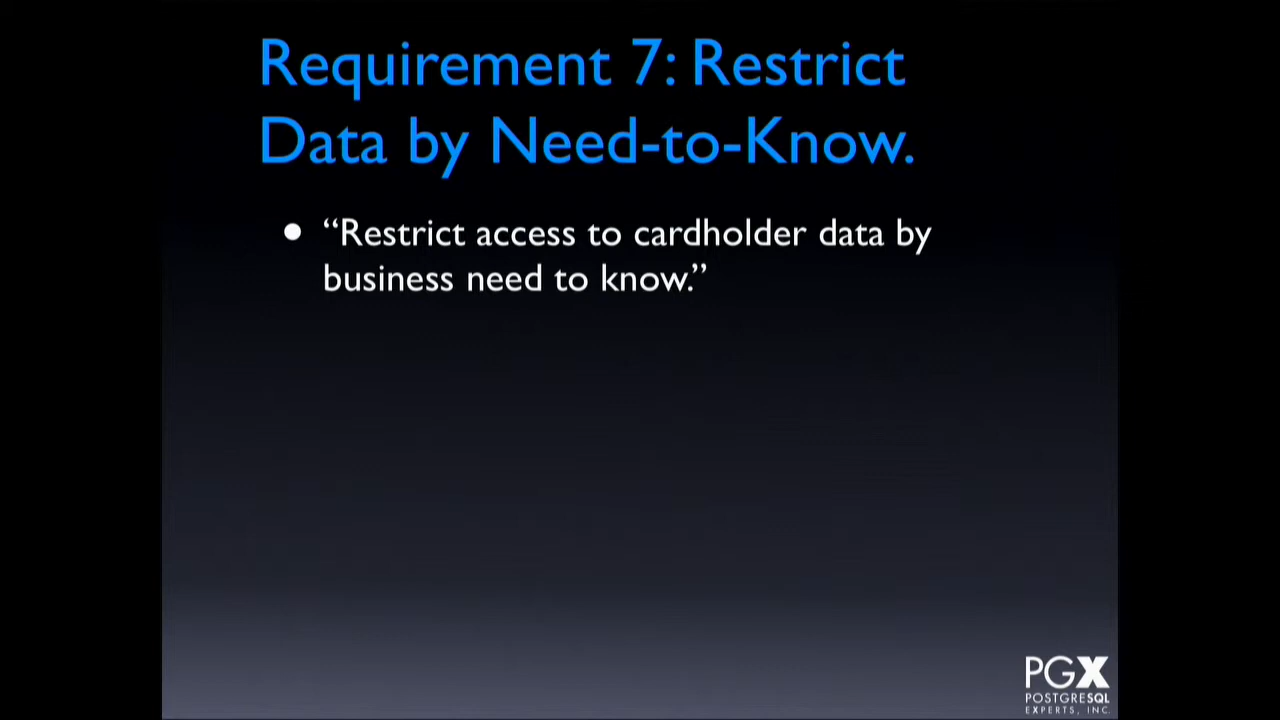 Requirement 7: Restrict
Data by Need-to-Know.
• “Restrict access to cardholder data by
business need to know.”
PGX
POSTGRESQL
EXPERTS, INC.